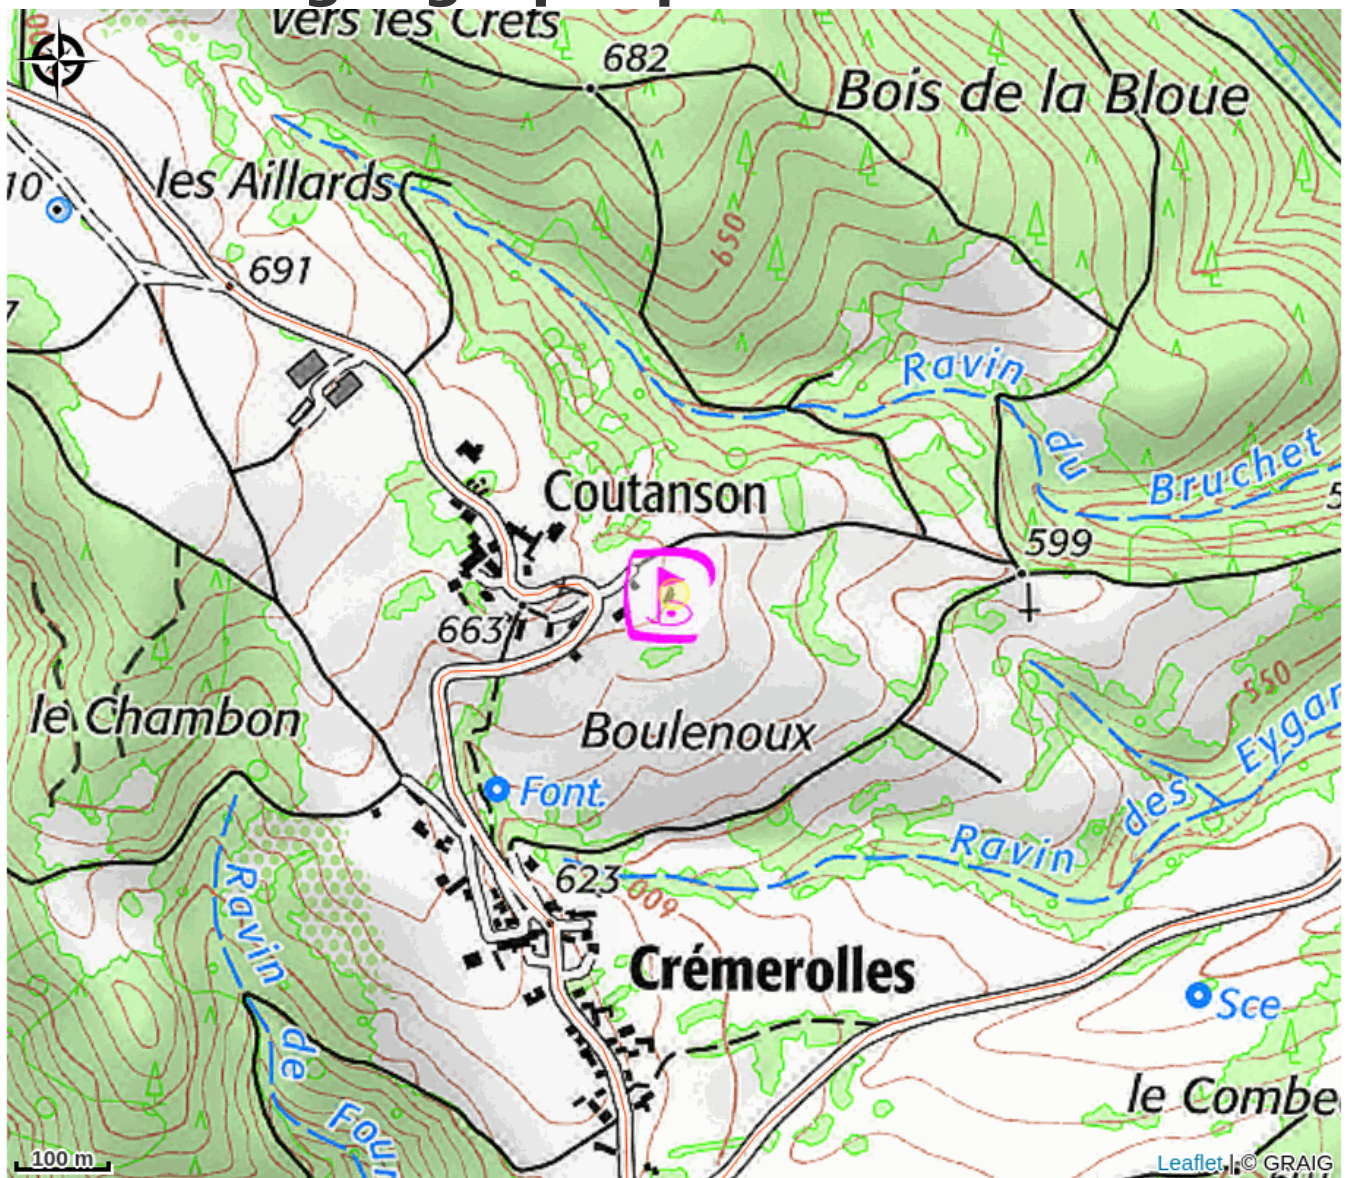 vers les Crets
682
Bois de la Bloue
les Aillards
10
691
650
7
Ravin
du
Bruchet
5
Coutanson
599
B
663
550
le Chambon
Boulenoux
Eygar
des
Font.
Ravin
623
600
Ravin
Crémerolles
Sce
de
le Combe
Four
100 m
Leaflet | © GRAIG